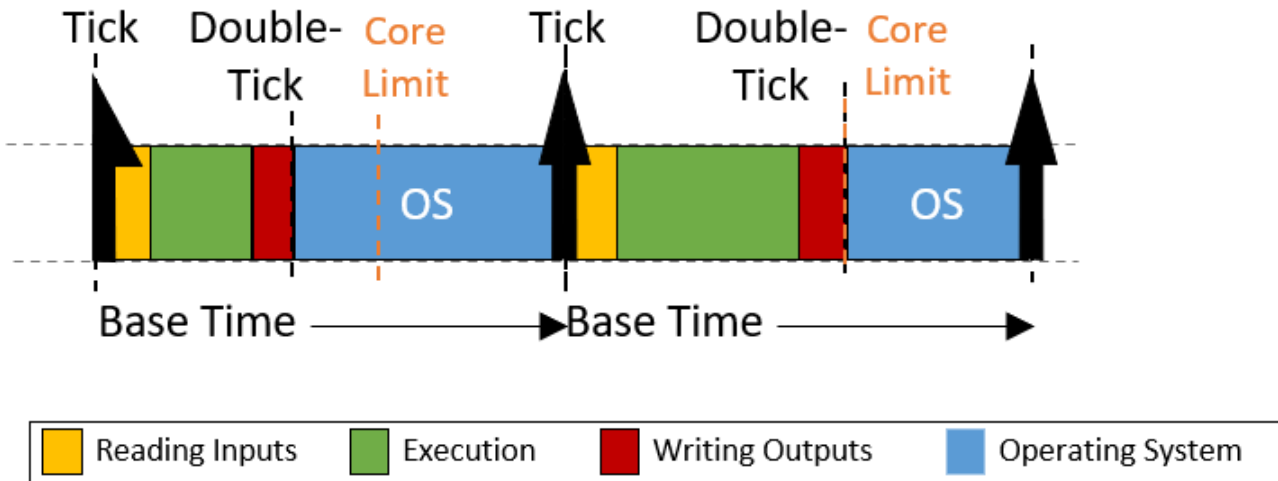 Tick Double-Tick Core Limit Tick Double-Tick Core Limit
OS OS
Base Time Base Time
Reading Inputs Execution Writing Outputs Operating System